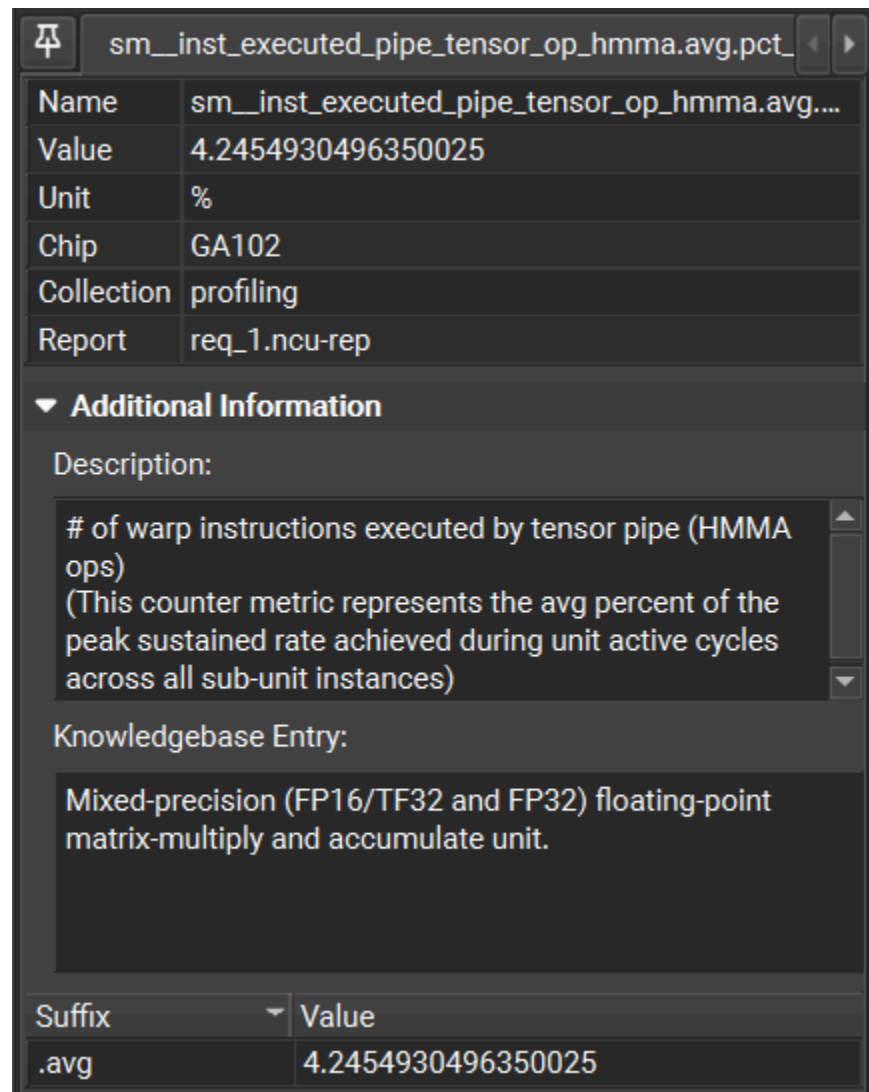 sm__inst_executed_pipe_tensor_op_hmma.avg.pct_
Name sm__inst_executed_pipe_tensor_op_hmma.avg....
Value 4.2454930496350025
Unit %
Chip GA102
Collection profiling
Report req_1.ncu-rep
Additional Information
Description:
# of warp instructions executed by tensor pipe (HMMA
ops)
(This counter metric represents the avg percent of the
peak sustained rate achieved during unit active cycles
across all sub-unit instances)
Knowledgebase Entry:
Mixed-precision (FP16/TF32 and FP32) floating-point
matrix-multiply and accumulate unit.
Suffix Value
.avg 4.2454930496350025